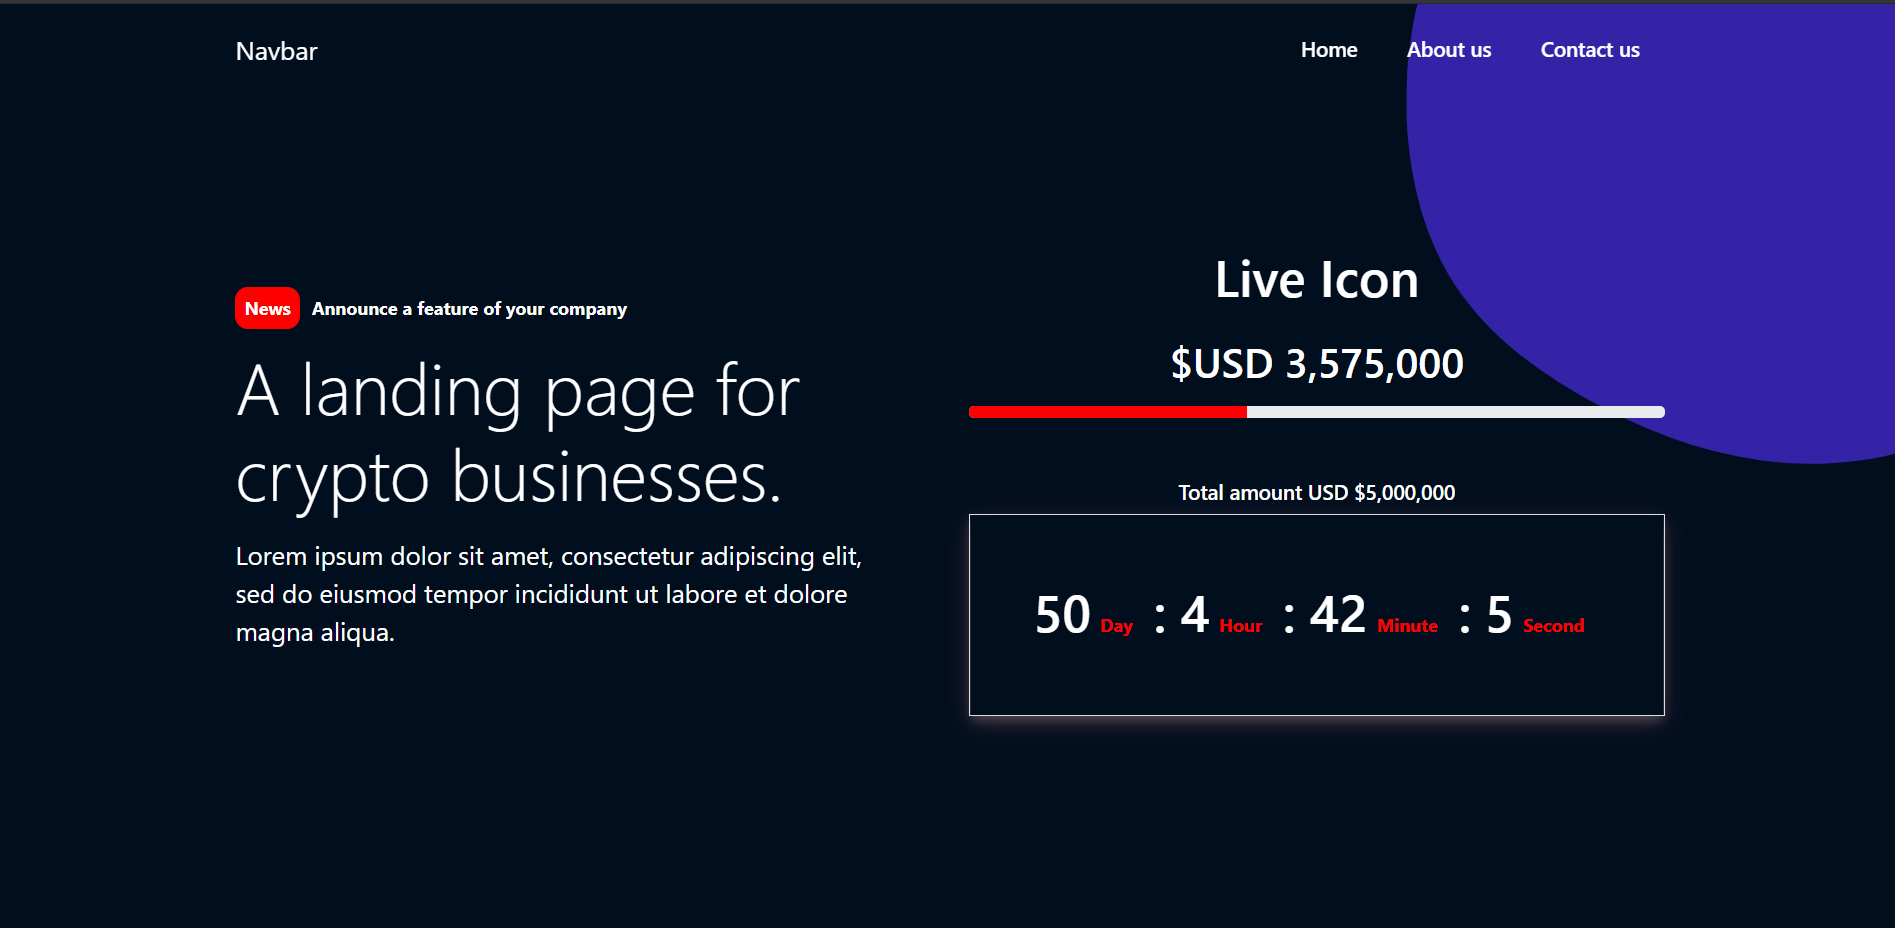 Navbar
Home About us Contact us
News Announce a feature of your company
A landing page for
crypto businesses.
Lorem ipsum dolor sit amet, consectetur adipiscing elit,
sed do eiusmod tempor incididunt ut labore et dolore
magna aliqua.
Live Icon
$USD 3,575,000
Total amount USD $5,000,000
50 Day : 4 Hour : 42 Minute : 5 Second